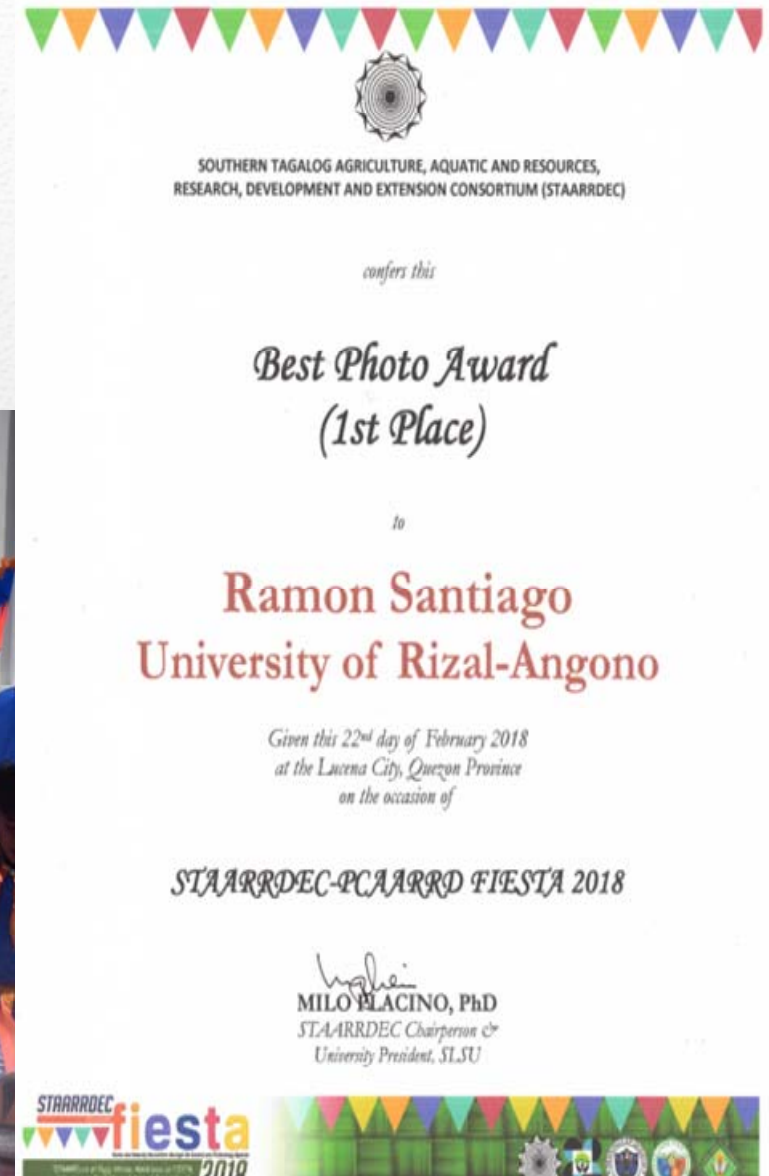 SOUTHERN TAGALOG AGRICULTURE, AQUATIC AND RESOURCES,
RESEARCH, DEVELOPMENT AND EXTENSION CONSORTIUM (STAARRDEC)
confers this
Best Photo Award
(1st Place)
to
Ramon Santiago
University of Rizal-Angono
Given this 22nd day of February 2018
at the Lucena City, Quezon Province
on the occasion of
STAARRDEC-PCAARRD FIESTA 2018
MILO PLACINO, PhD
STAARRDEC Chairperson &
University President, SLSU
STAARRDEC
fiesta
2018